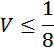 V ≤ 1/8